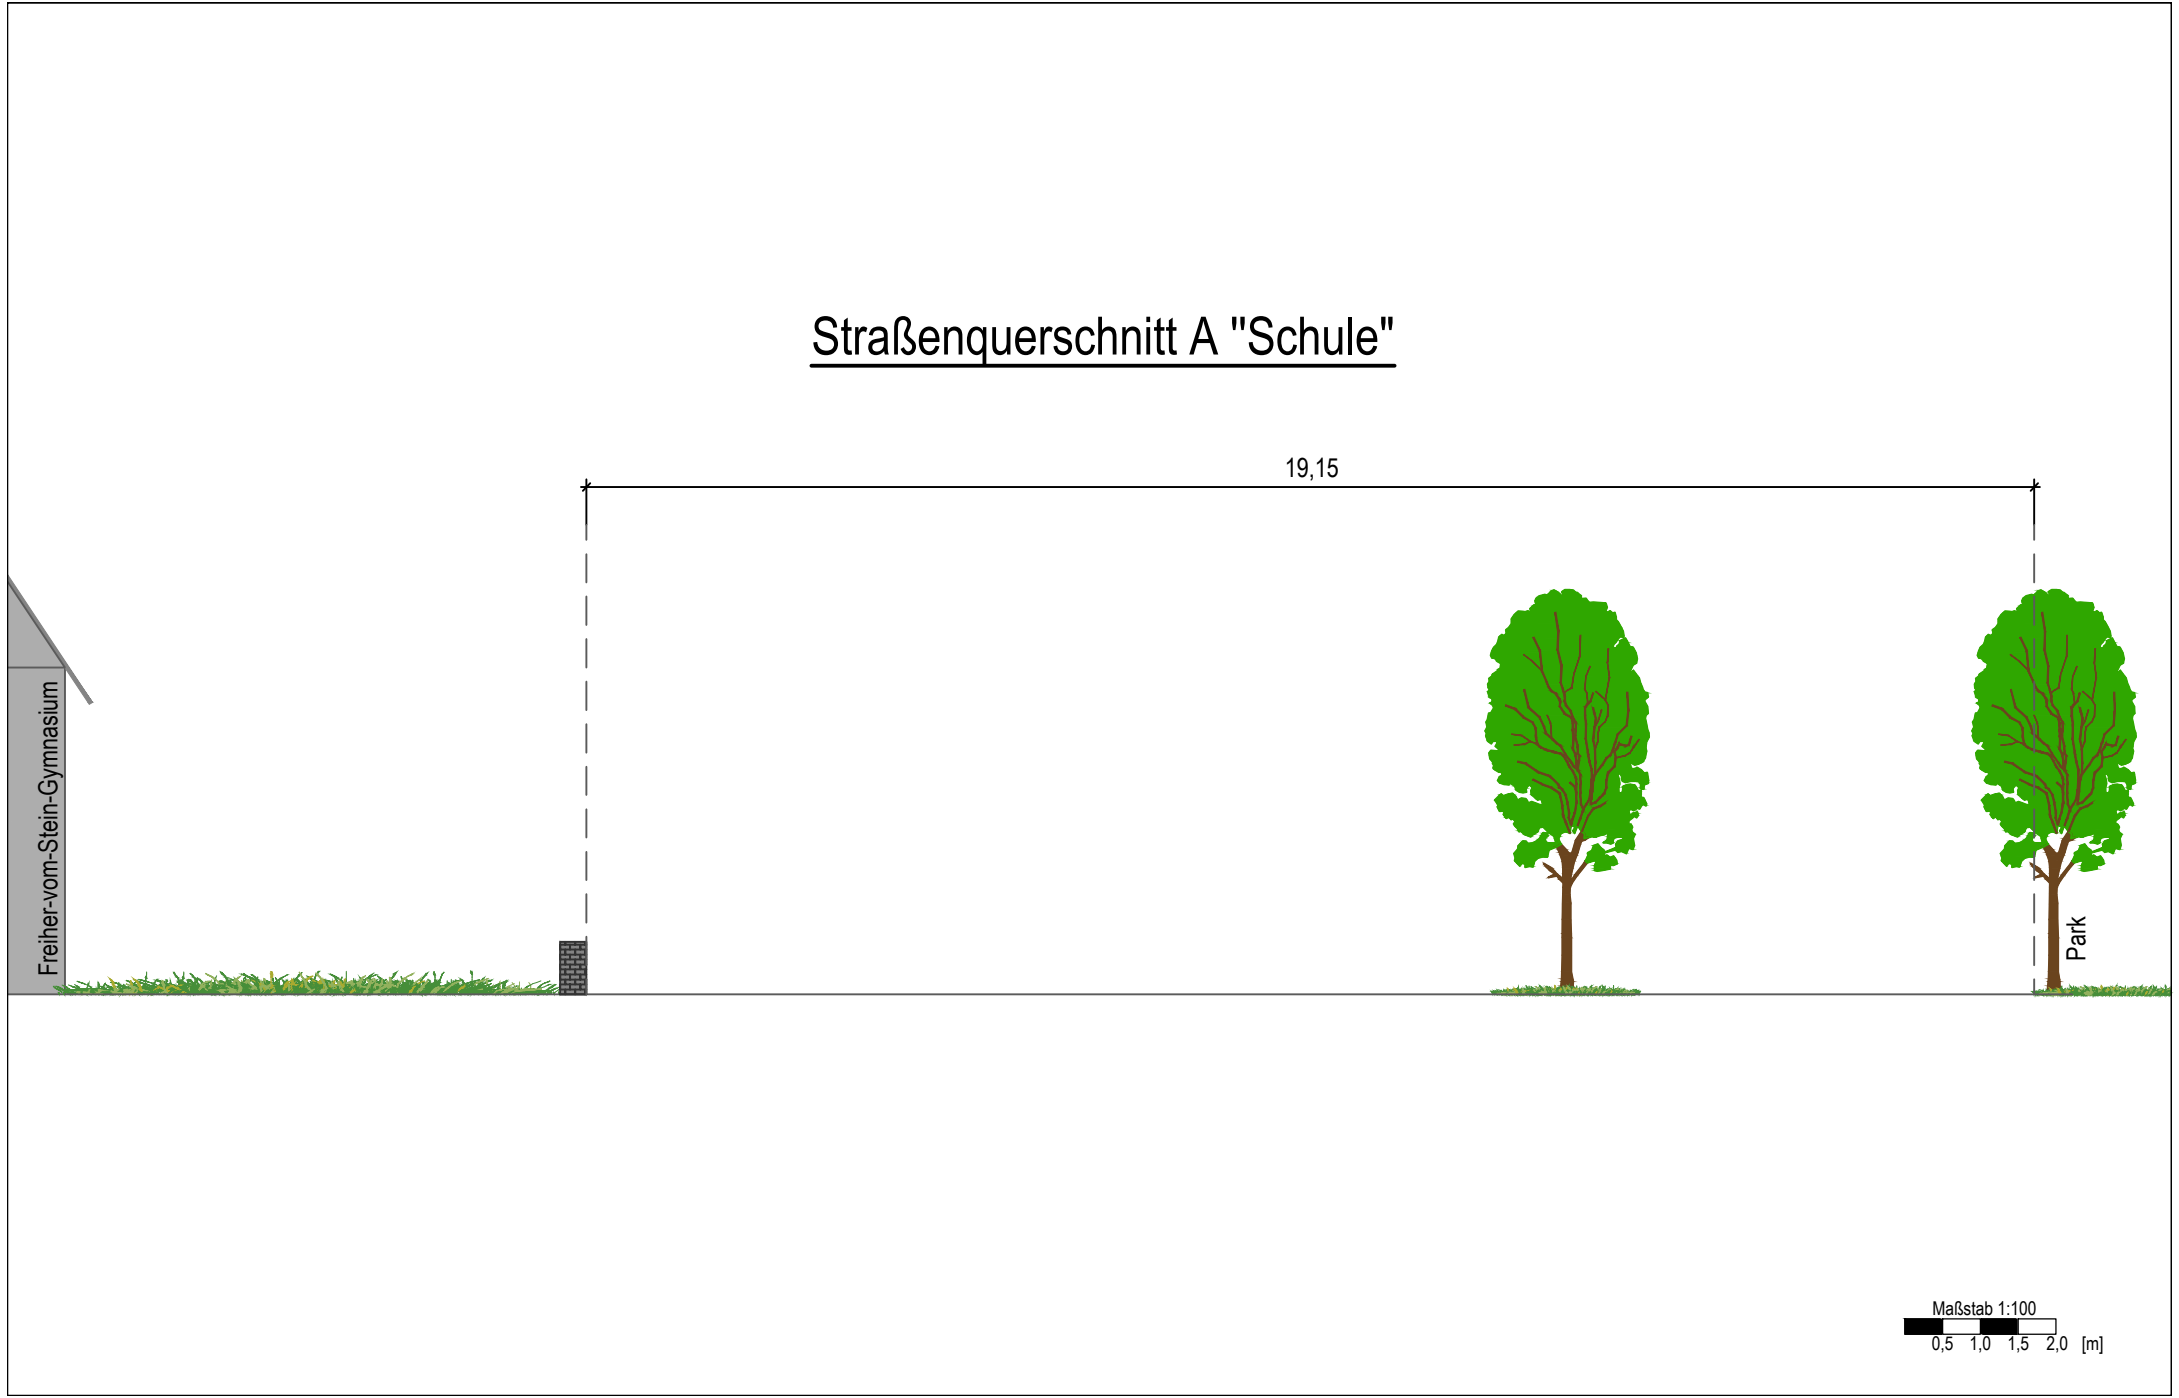 Straßenquerschnitt A "Schule"
19,15
Freiher-vom-Stein-Gymnasium
Park
Maßstab 1:100
0,5 1,0 1,5 2,0 [m]